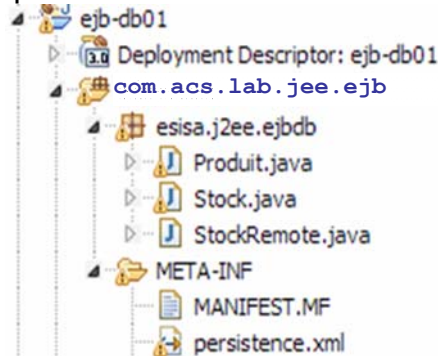 ejb-db01
Deployment Descriptor: ejb-db01
com.acs.lab.jee.ejb
esisa.j2ee.ejbdb
Produit.java
Stock.java
StockRemote.java
META-INF
MANIFEST.MF
persistence.xml